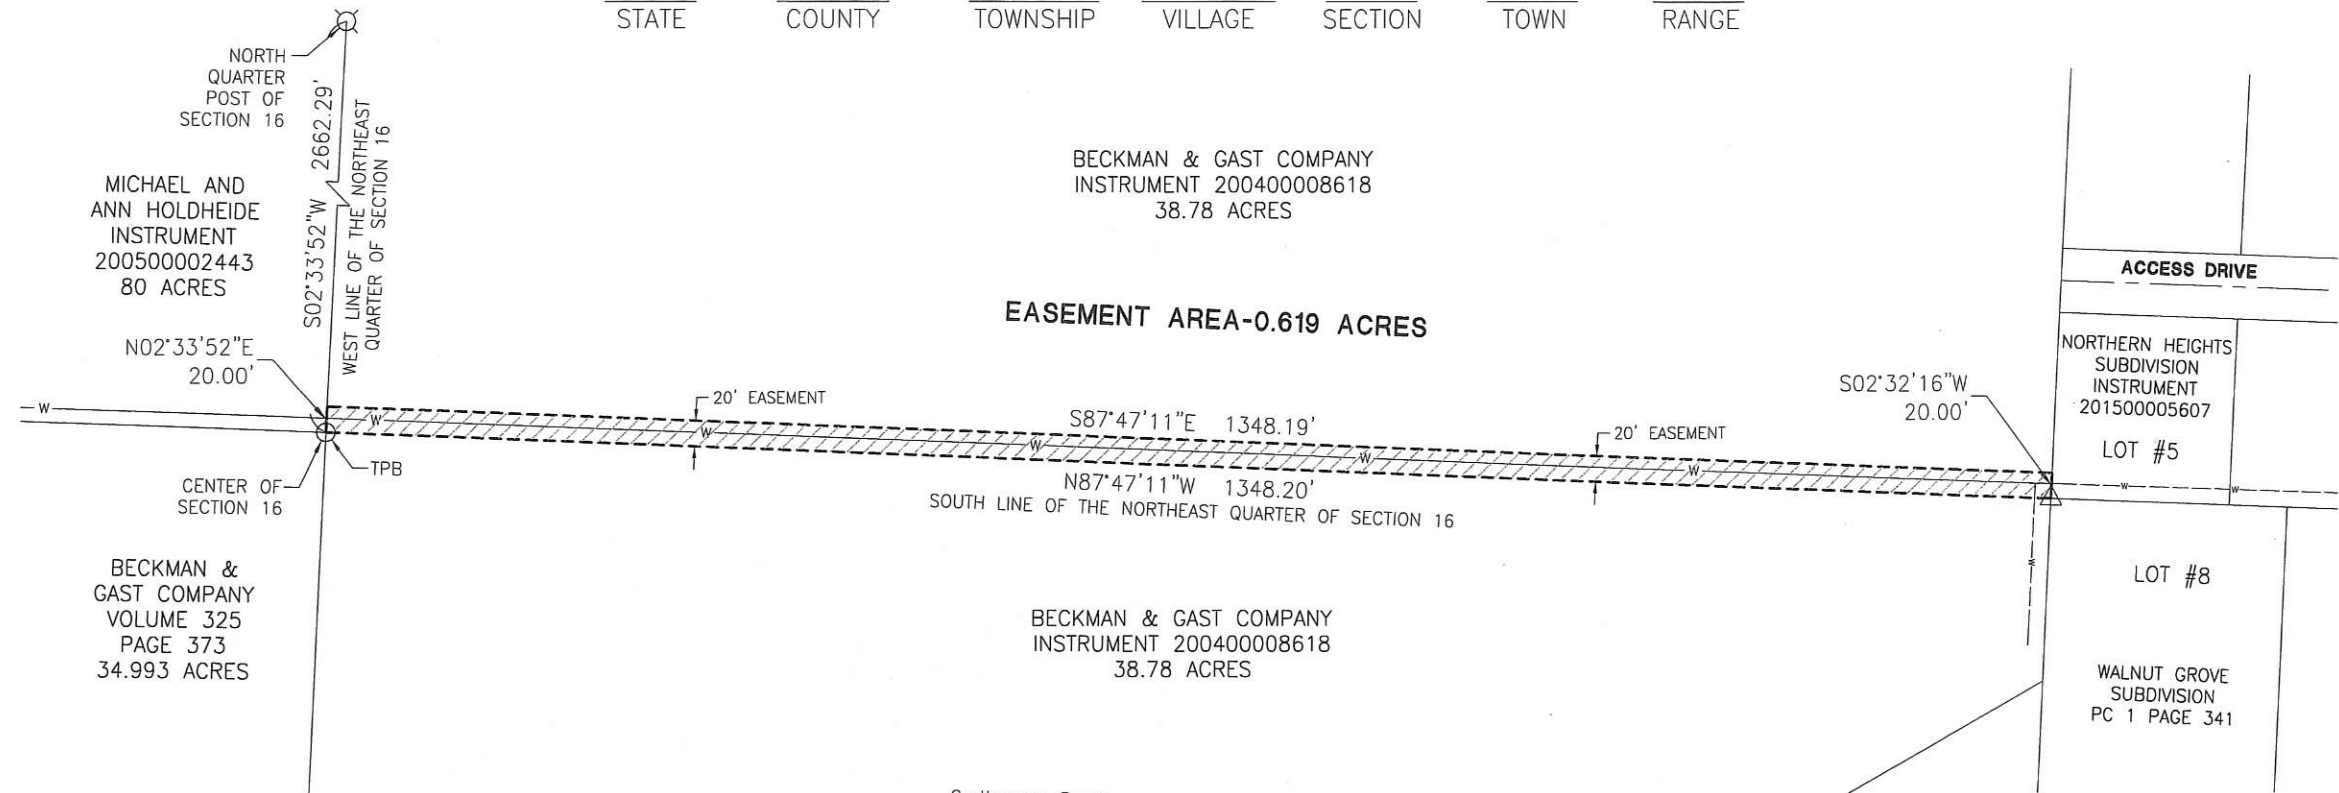 STATE COUNTY TOWNSHIP VILLAGE SECTION TOWN RANGE
NORTH
QUARTER
POST OF
SECTION 16
S02°33'52"W 2662.29'
WEST LINE OF THE NORTHEAST
QUARTER OF SECTION 16
MICHAEL AND
ANN HOLDHEIDE
INSTRUMENT
200500002443
80 ACRES
BECKMAN & GAST COMPANY
INSTRUMENT 200400008618
38.78 ACRES
ACCESS DRIVE
EASEMENT AREA-0.619 ACRES
N02°33'52"E
20.00'
NORTHERN HEIGHTS
SUBDIVISION
INSTRUMENT
201500005607
LOT #5
S02°32'16"W
20.00'
20' EASEMENT
S87°47'11"E 1348.19'
20' EASEMENT
W
W
W
W
W
W
W
W
W
W
TPB
CENTER OF
SECTION 16
N87°47'11"W 1348.20'
SOUTH LINE OF THE NORTHEAST QUARTER OF SECTION 16
BECKMAN &
GAST COMPANY
VOLUME 325
PAGE 373
34.993 ACRES
BECKMAN & GAST COMPANY
INSTRUMENT 200400008618
38.78 ACRES
LOT #8
WALNUT GROVE
SUBDIVISION
PC 1 PAGE 341